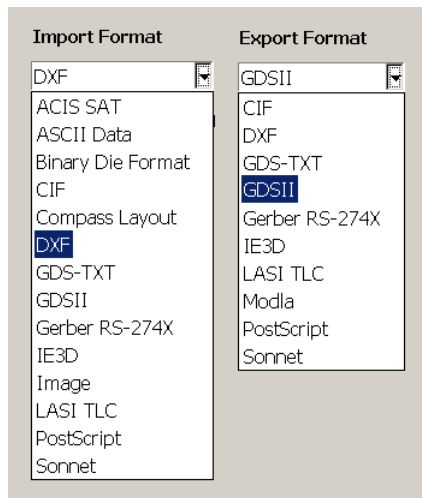 Import Format
DXF
ACIS SAT
ASCII Data
Binary Die Format
CIF
Compass Layout
DXF
GDS-TXT
GDSII
Gerber RS-274X
IE3D
Image
LASI TLC
PostScript
Sonnet
Export Format
GDSII
CIF
DXF
GDS-TXT
GDSII
Gerber RS-274X
IE3D
LASI TLC
Modla
PostScript
Sonnet